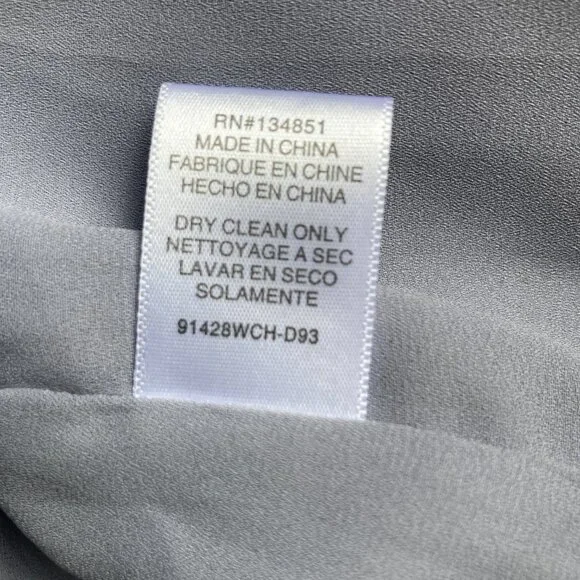 RN#134851
MADE IN CHINA
FABRIQUE EN CHINE
HECHO EN CHINA
DRY CLEAN ONLY
NETTOYAGE A SEC
LAVAR EN SECO
SOLAMENTE
91428WCH-D93